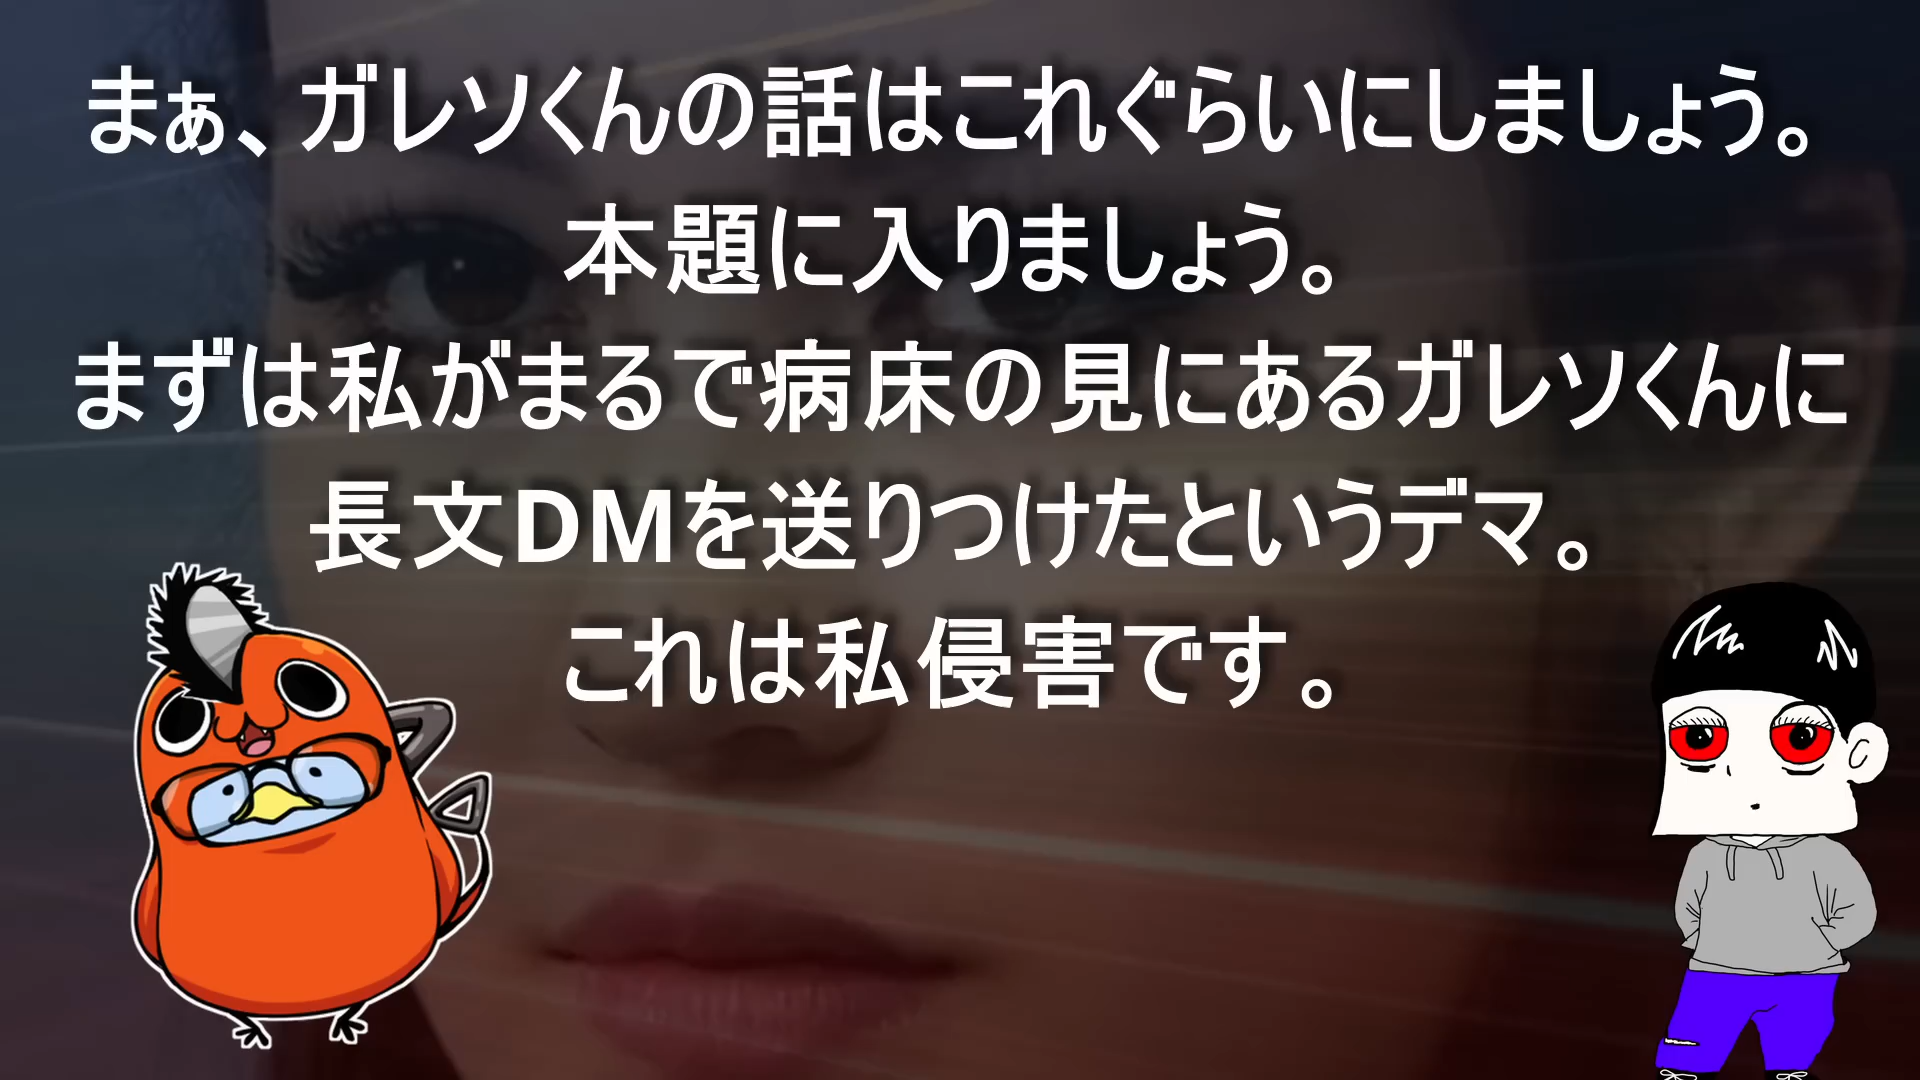 まぁ、ガレソくんの話はこれぐらいにしましょう。
本題に入りましょう。
まずは私がまるで病床の見にあるガレソくんに
長文DMを送りつけたというデマ。
これは私侵害です。